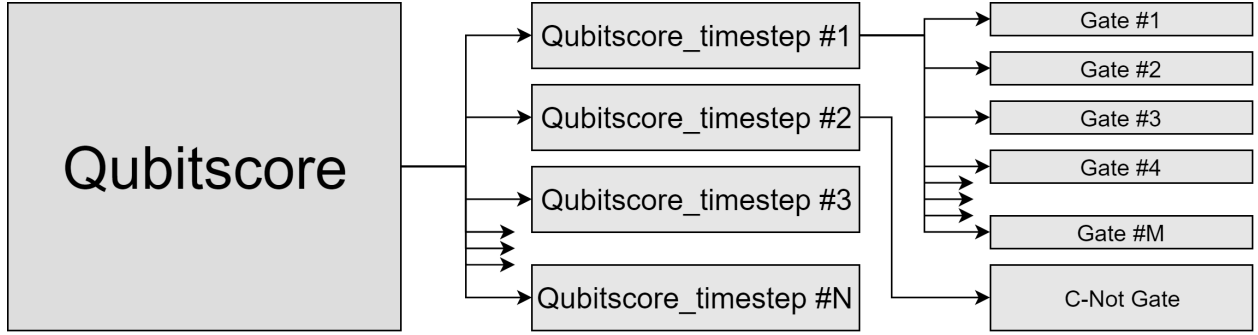 Qubitscore
Qubitscore_timestep #1
Qubitscore_timestep #2
Qubitscore_timestep #3
Qubitscore_timestep #N
Gate #1
Gate #2
Gate #3
Gate #4
Gate #M
C-Not Gate